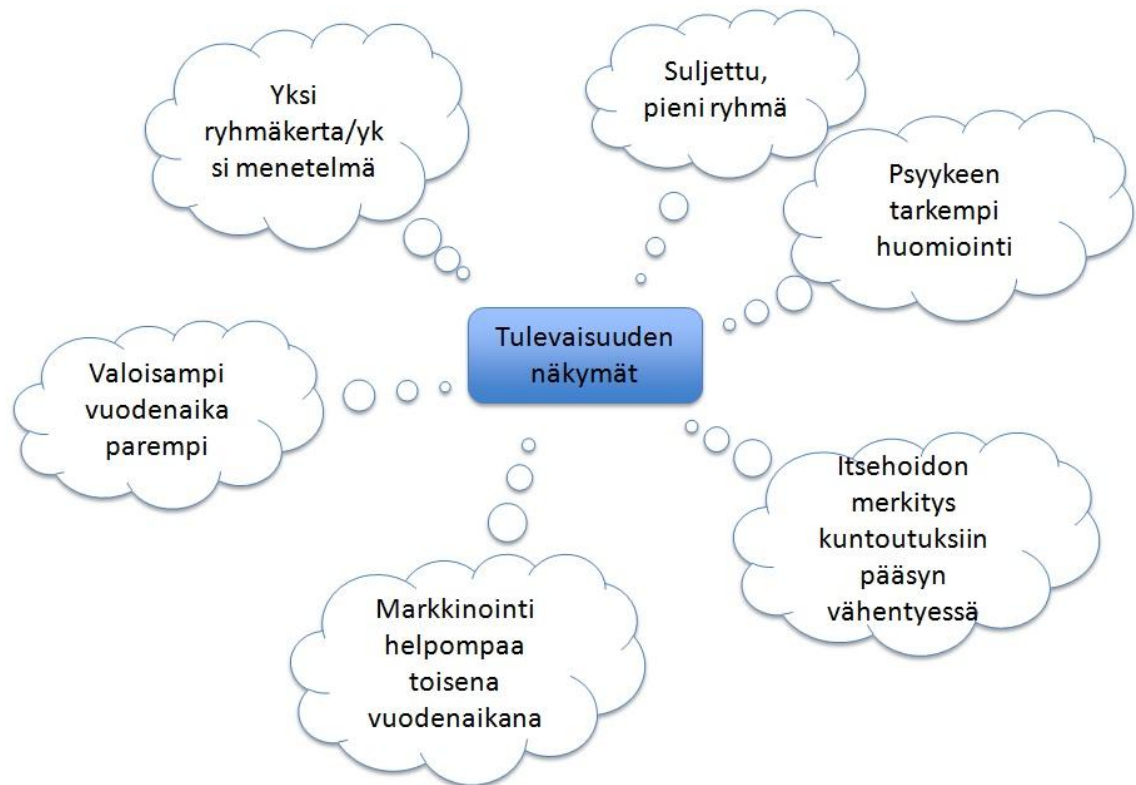 Yksi
ryhmäkerta/yk
si menetelmä
Suljettu,
pieni ryhmä
Psyykeen
tarkempi
huomiointi
Tulevaisuuden
näkymät
Valoisampi
vuodenaika
parempi
Itsehoidon
merkitys
kuntoutuksiin
pääsyn
vähentyessä
Markkinointi
helpompaa
toisena
vuodenaikana